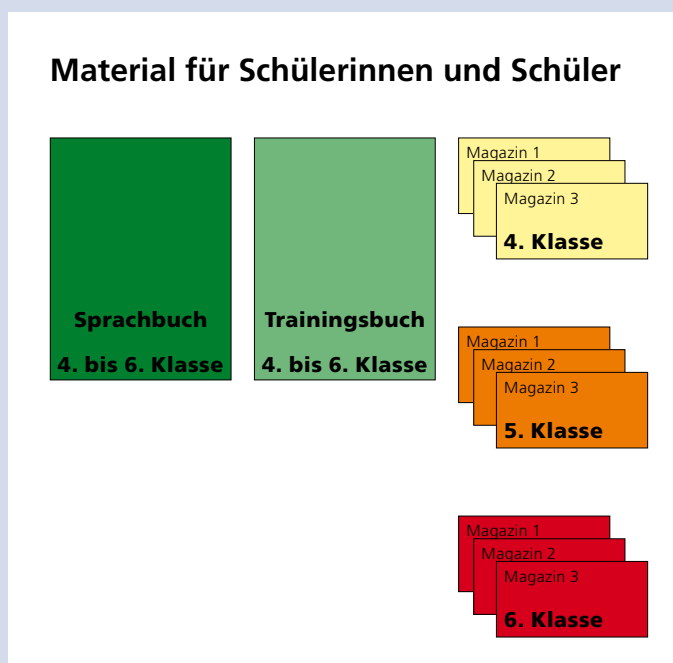 Material für Schülerinnen und Schüler
Sprachbuch
4. bis 6. Klasse
Trainingsbuch
4. bis 6. Klasse
Magazin 1
Magazin 2
Magazin 3
4. Klasse
Magazin 1
Magazin 2
Magazin 3
5. Klasse
Magazin 1
Magazin 2
Magazin 3
6. Klasse